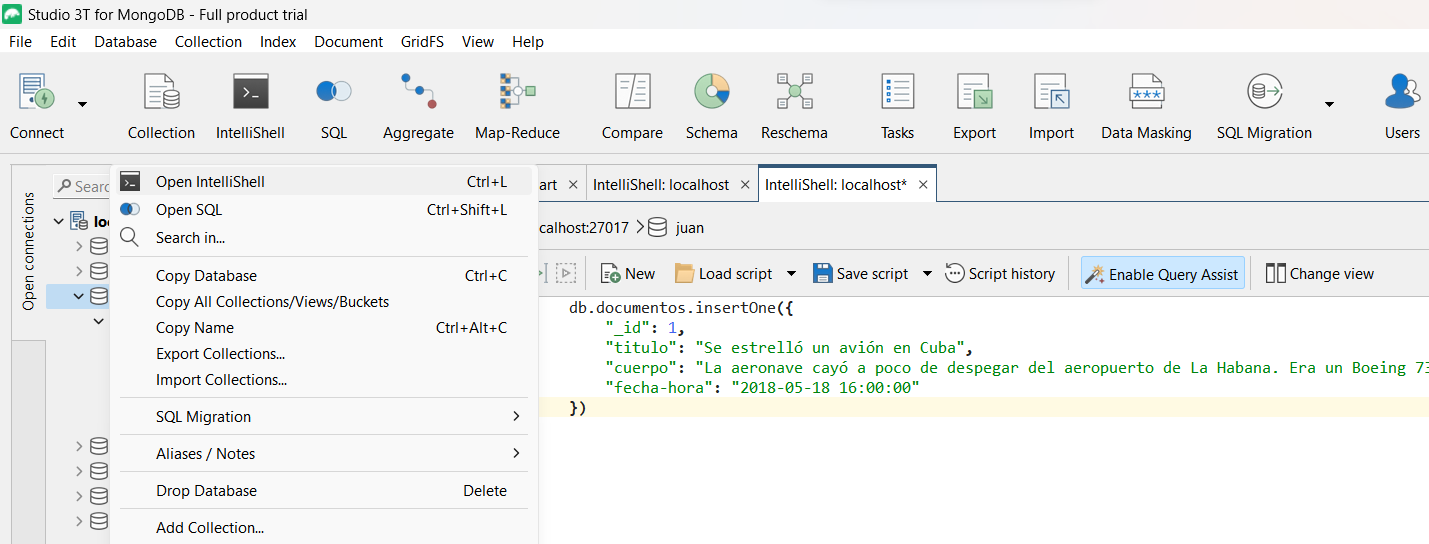 Studio 3T for MongoDB - Full product trial
File Edit Database Collection Index Document GridFS View Help
Connect Collection IntelliShell SQL Aggregate Map-Reduce Compare Schema Reschema Tasks Export Import Data Masking SQL Migration Users
Open connections
Searc
loc
Open IntelliShell Ctrl+L
Open SQL Ctrl+Shift+L
Search in...
Copy Database Ctrl+C
Copy All Collections/Views/Buckets
Copy Name Ctrl+Alt+C
Export Collections...
Import Collections...
SQL Migration
Aliases / Notes
Drop Database Delete
Add Collection...
art IntelliShell: localhost IntelliShell: localhost*
calhost:27017 juan
New Load script Save script Script history Enable Query Assist Change view
db.documentos.insertOne({
"_id": 1,
"titulo": "Se estrelló un avión en Cuba",
"cuerpo": "La aeronave cayó a poco de despegar del aeropuerto de La Habana. Era un Boeing 73
"fecha-hora": "2018-05-18 16:00:00"
})